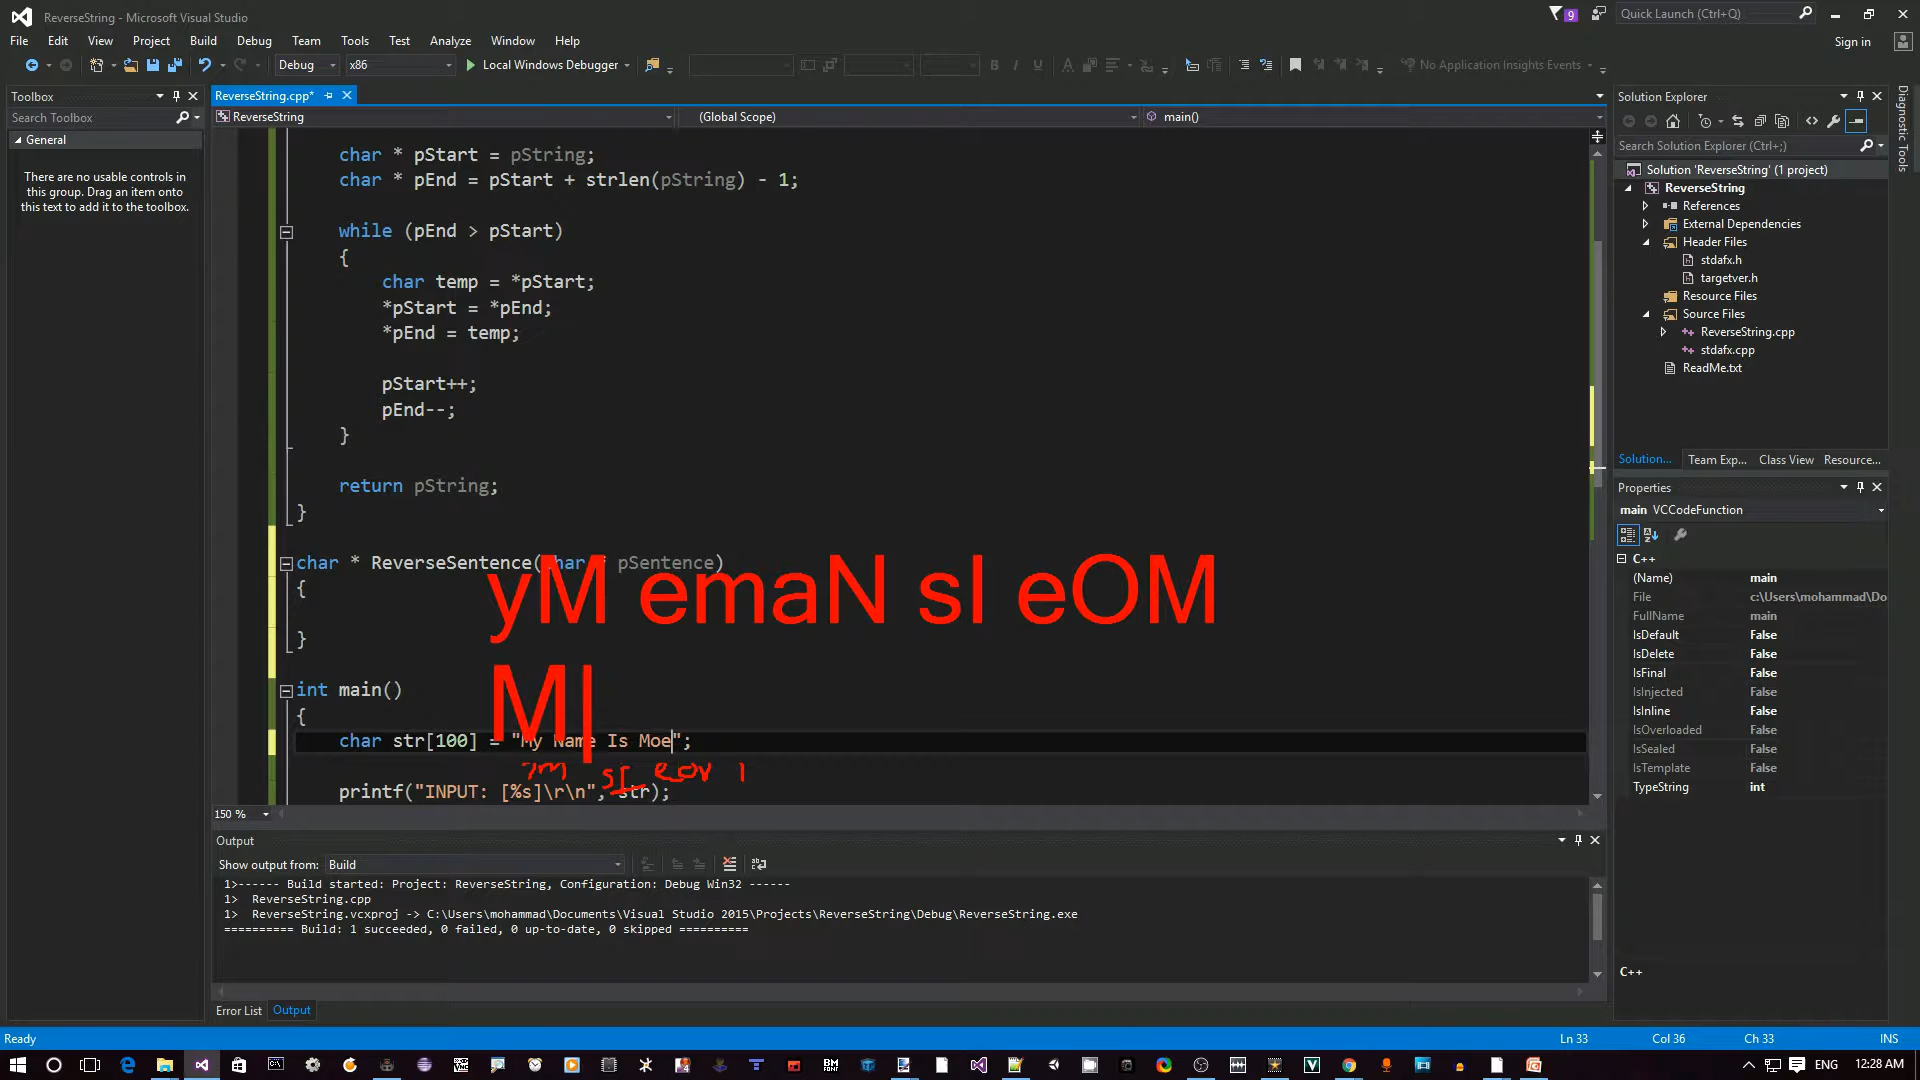 ReverseString - Microsoft Visual Studio
9
Quick Launch (Ctrl+Q)
File Edit View Project Build Debug Team Tools Test Analyze Window Help
Sign in
Debug x86 Local Windows Debugger No Application Insights Events
Toolbox
Search Toolbox
General
There are no usable controls in
this group. Drag an item onto
this text to add it to the toolbox.
ReverseString.cpp*
ReverseString (Global Scope) main()
char * pStart = pString;
char * pEnd = pStart + strlen(pString) - 1;
while (pEnd > pStart)
{
char temp = *pStart;
*pStart = *pEnd;
*pEnd = temp;
pStart++;
pEnd--;
}
return pString;
}
char * ReverseSentence(char * pSentence)
{
}
yM emaN sI eOM
M
int main()
{
char str[100] = "My Name Is Moe";
printf("INPUT: [%s]\r\n", str);
150 %
Output
Show output from: Build
1>------ Build started: Project: ReverseString, Configuration: Debug Win32 ------
1> ReverseString.cpp
1> ReverseString.vcxproj -> C:\Users\mohammad\Documents\Visual Studio 2015\Projects\ReverseString\Debug\ReverseString.exe
========== Build: 1 succeeded, 0 failed, 0 up-to-date, 0 skipped ==========
Error List Output
Solution Explorer
Search Solution Explorer (Ctrl+;)
Solution 'ReverseString' (1 project)
ReverseString
References
External Dependencies
Header Files
stdafx.h
targetver.h
Resource Files
Source Files
ReverseString.cpp
stdafx.cpp
ReadMe.txt
Solution... Team Exp... Class View Resource...
Properties
main VCCodeFunction
C++
(Name) main
File c:\Users\mohammad\Do
FullName main
IsDefault False
IsDelete False
IsFinal False
IsInjected False
IsInline False
IsOverloaded False
IsSealed False
IsTemplate False
TypeString int
C++
Diagnostic Tools
Ready Ln 33 Col 36 Ch 33 INS
ENG 12:28 AM